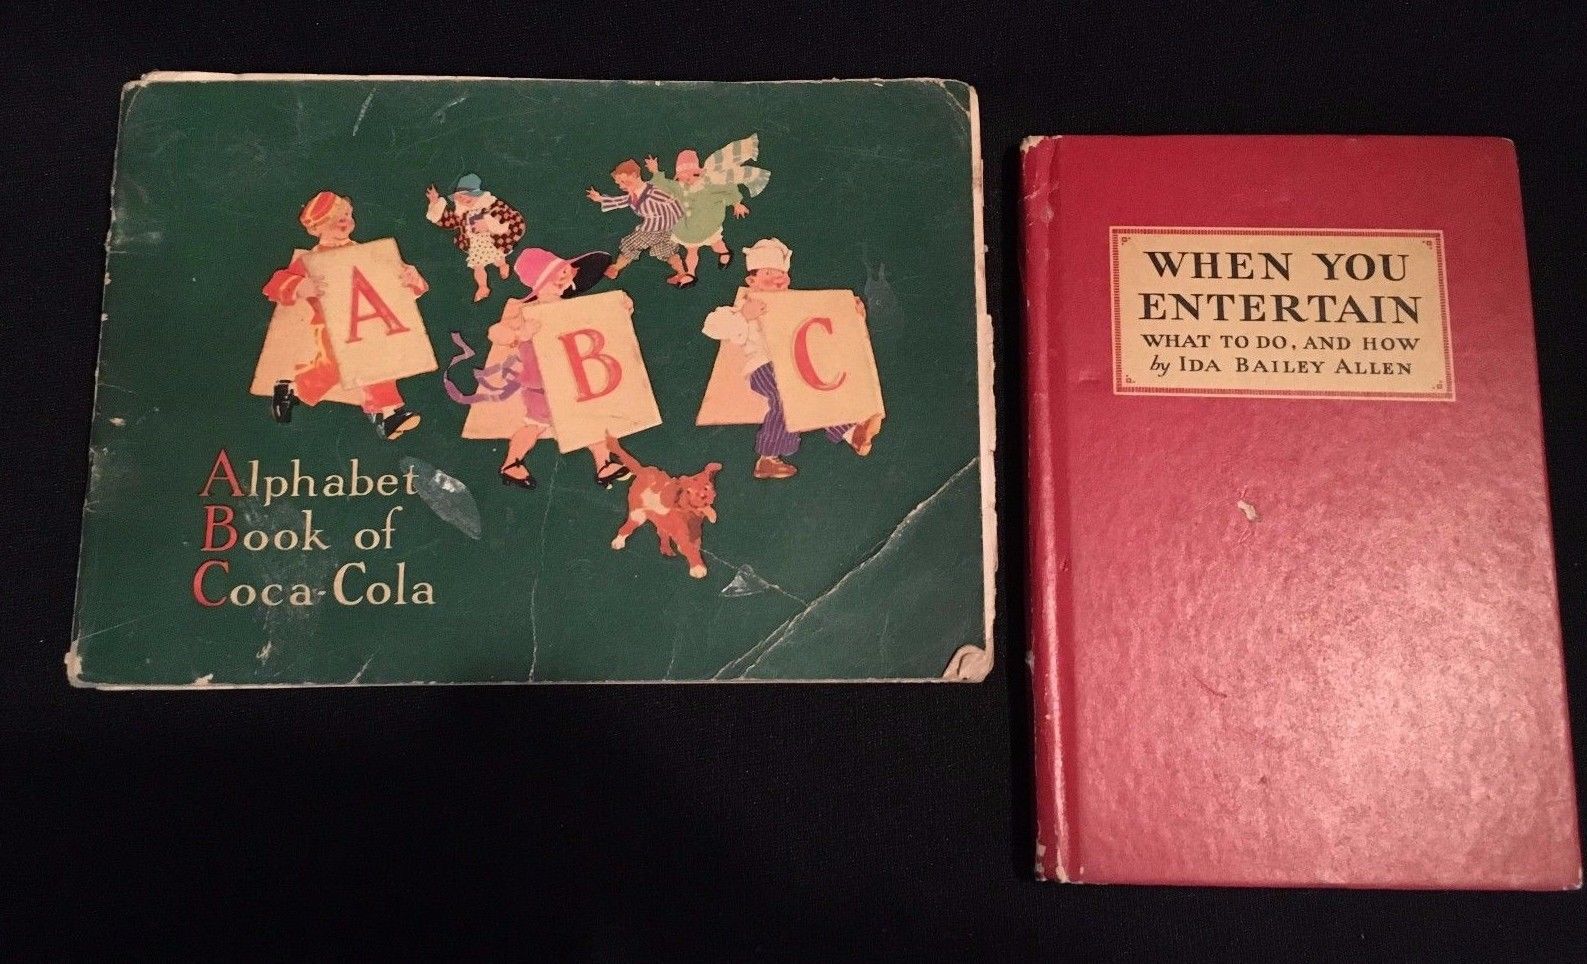 A
B
C
Alphabet
Book of
Coca-Cola
WHEN YOU
ENTERTAIN
WHAT TO DO, AND HOW
by IDA BAILEY ALLEN